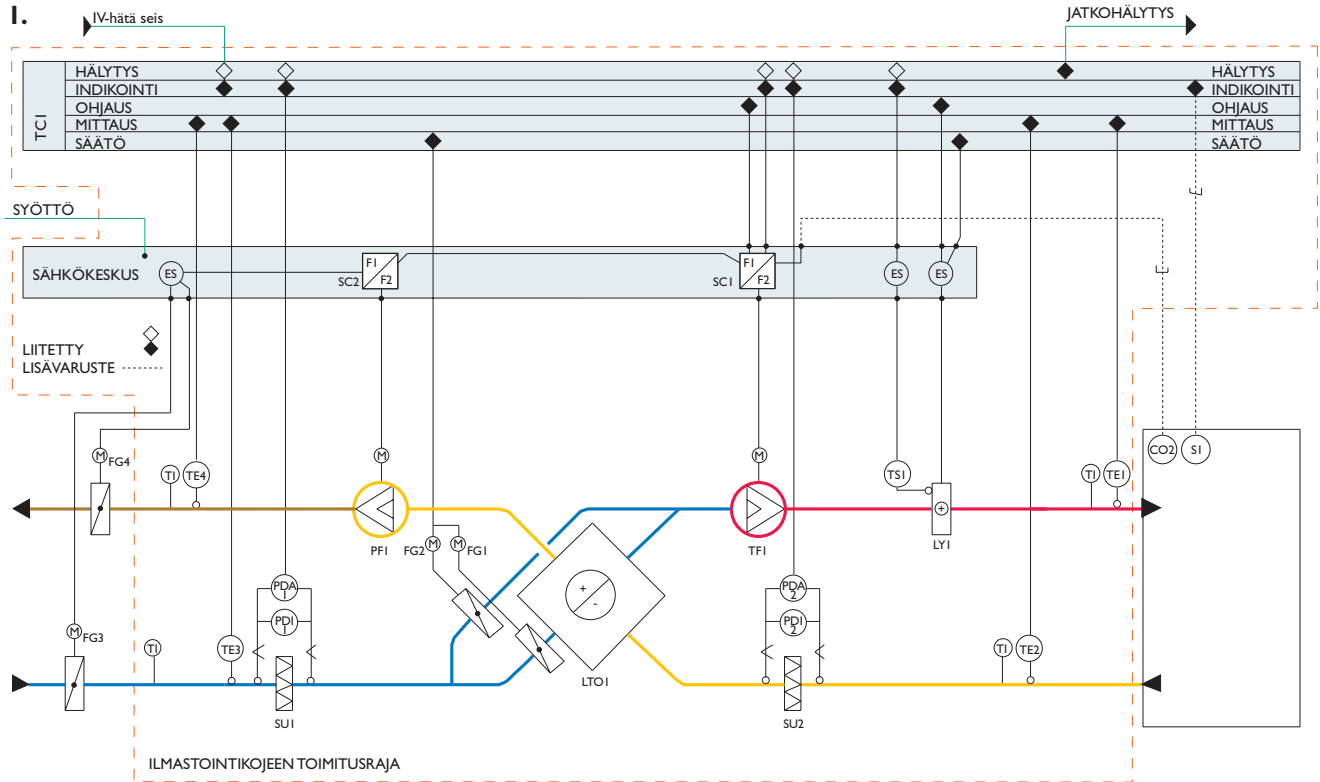 1.
IV-hätä seis
JATKOHÄLYTYS
TC1
HÄLYTYS
HÄLYTYS
INDIKOINTI
INDIKOINTI
OHJAUS
OHJAUS
MITTAUS
MITTAUS
SÄÄTÖ
SÄÄTÖ
SYÖTTÖ
SÄHKÖKESKUS
ES
SC2
F1
F2
SC1
F1
F2
ES
ES
LIITETTY
LISÄVARUSTE
CO2
S1
M
FG4
TI
TE4
M
M
TS1
TI
TE1
PF1
FG2
M
M
FG1
TF1
LY1
PDA
1
PDI
1
PDA
2
PDI
2
+
-
M
FG3
TI
TE3
TI
TE2
LTO1
SU1
SU2
ILMASTOINTIKOJEEN TOIMITUSRAJA